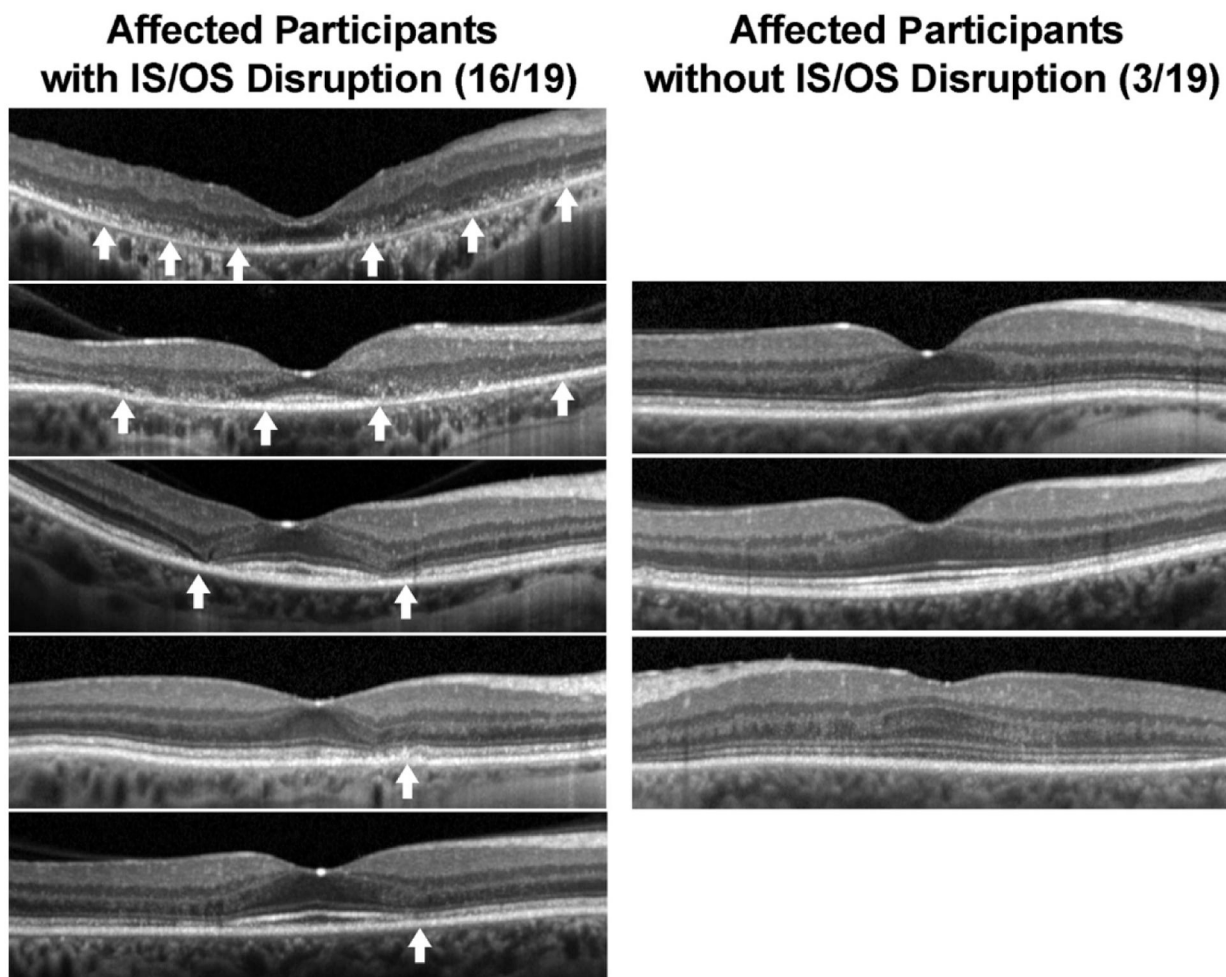 Affected Participants
with IS/OS Disruption (16/19)
Affected Participants
without IS/OS Disruption (3/19)